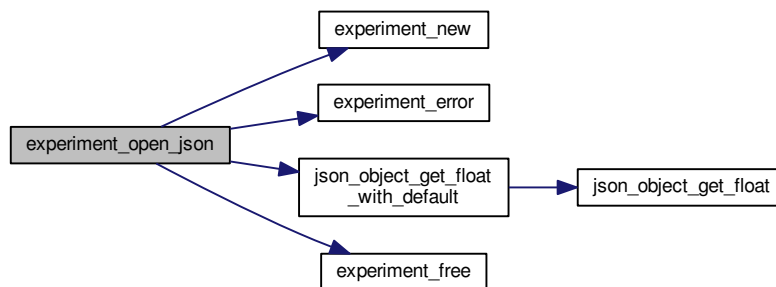 experiment_new
experiment_error
experiment_open_json
json_object_get_float
_with_default
json_object_get_float
experiment_free